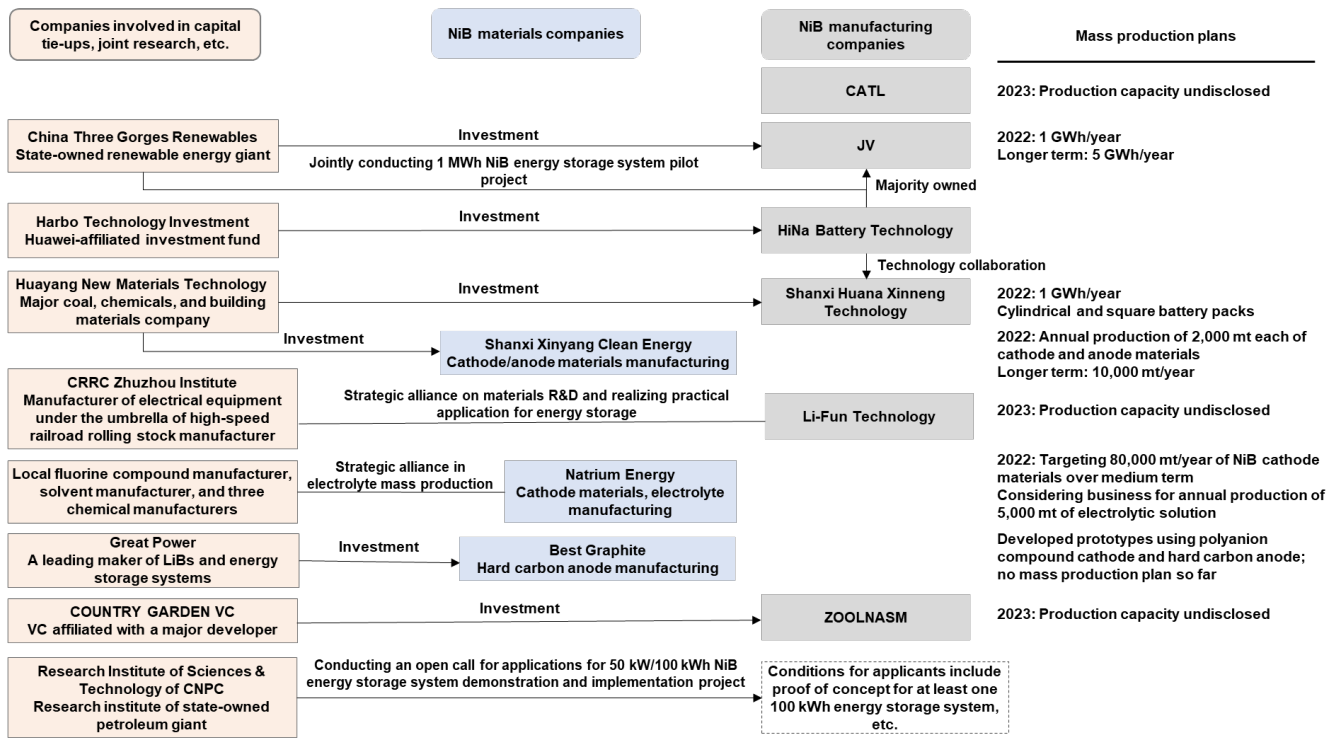 Companies involved in capital
tie-ups, joint research, etc.
NiB materials companies
NiB manufacturing
companies
Mass production plans
CATL
2023: Production capacity undisclosed
China Three Gorges Renewables
State-owned renewable energy giant
Investment
Jointly conducting 1 MWh NiB energy storage system pilot
project
JV
2022: 1 GWh/year
Longer term: 5 GWh/year
Majority owned
Harbo Technology Investment
Huawei-affiliated investment fund
Investment
HiNa Battery Technology
Technology collaboration
Huayang New Materials Technology
Major coal, chemicals, and building
materials company
Investment
Shanxi Huana Xinneng
Technology
2022: 1 GWh/year
Cylindrical and square battery packs
Investment
Shanxi Xinyang Clean Energy
Cathode/anode materials manufacturing
2022: Annual production of 2,000 mt each of
cathode and anode materials
Longer term: 10,000 mt/year
CRRC Zhuzhou Institute
Manufacturer of electrical equipment
under the umbrella of high-speed
railroad rolling stock manufacturer
Strategic alliance on materials R&D and realizing practical
application for energy storage
Li-Fun Technology
2023: Production capacity undisclosed
Local fluorine compound manufacturer,
solvent manufacturer, and three
chemical manufacturers
Strategic alliance in
electrolyte mass production
Natrium Energy
Cathode materials, electrolyte
manufacturing
2022: Targeting 80,000 mt/year of NiB cathode
materials over medium term
Considering business for annual production of
5,000 mt of electrolytic solution
Great Power
A leading maker of LiBs and energy
storage systems
Investment
Best Graphite
Hard carbon anode manufacturing
Developed prototypes using polyanion
compound cathode and hard carbon anode;
no mass production plan so far
COUNTRY GARDEN VC
VC affiliated with a major developer
Investment
ZOOLNASM
2023: Production capacity undisclosed
Research Institute of Sciences &
Technology of CNPC
Research institute of state-owned
petroleum giant
Conducting an open call for applications for 50 kW/100 kWh NiB
energy storage system demonstration and implementation project
Conditions for applicants include
proof of concept for at least one
100 kWh energy storage system,
etc.